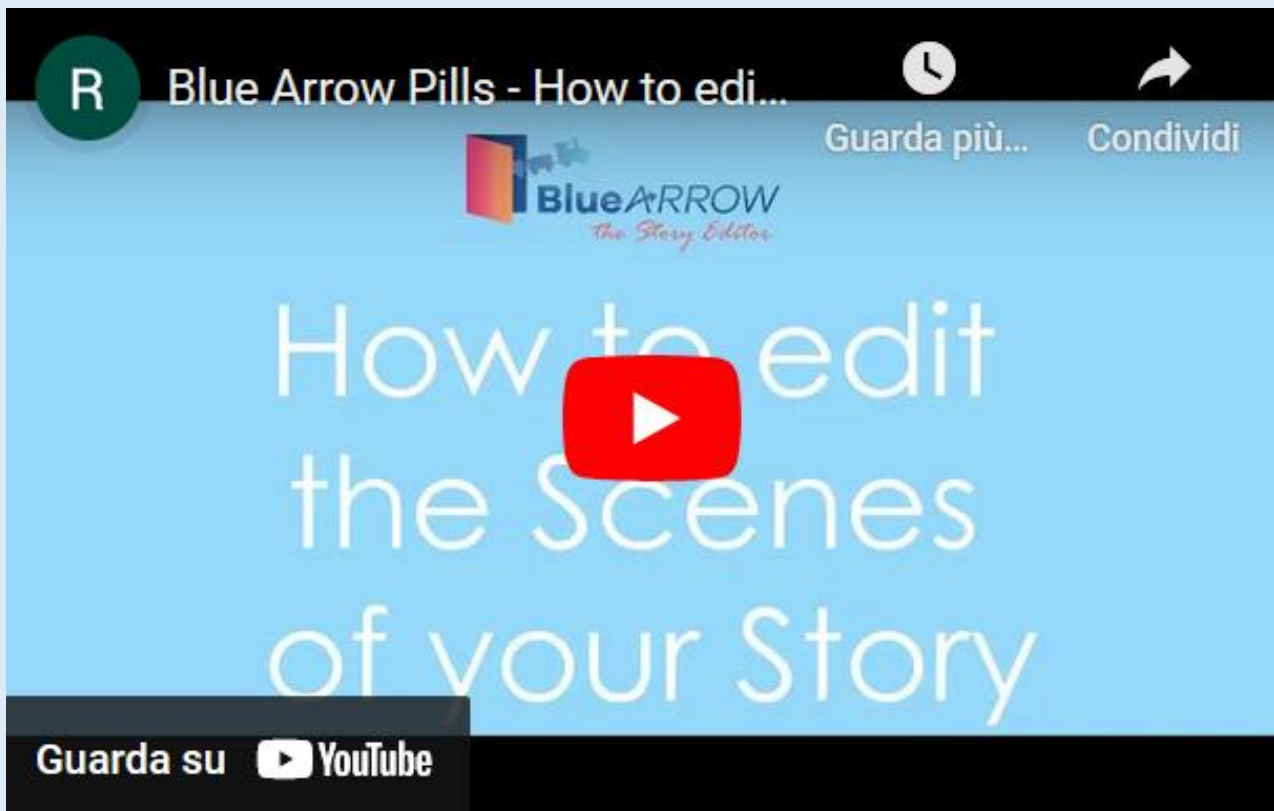 R
Blue Arrow Pills - How to edi...
Guarda più...
Condividi
BlueARROW
the Story Editor
How to edit
the Scenes
of your Story
Guarda su YouTube